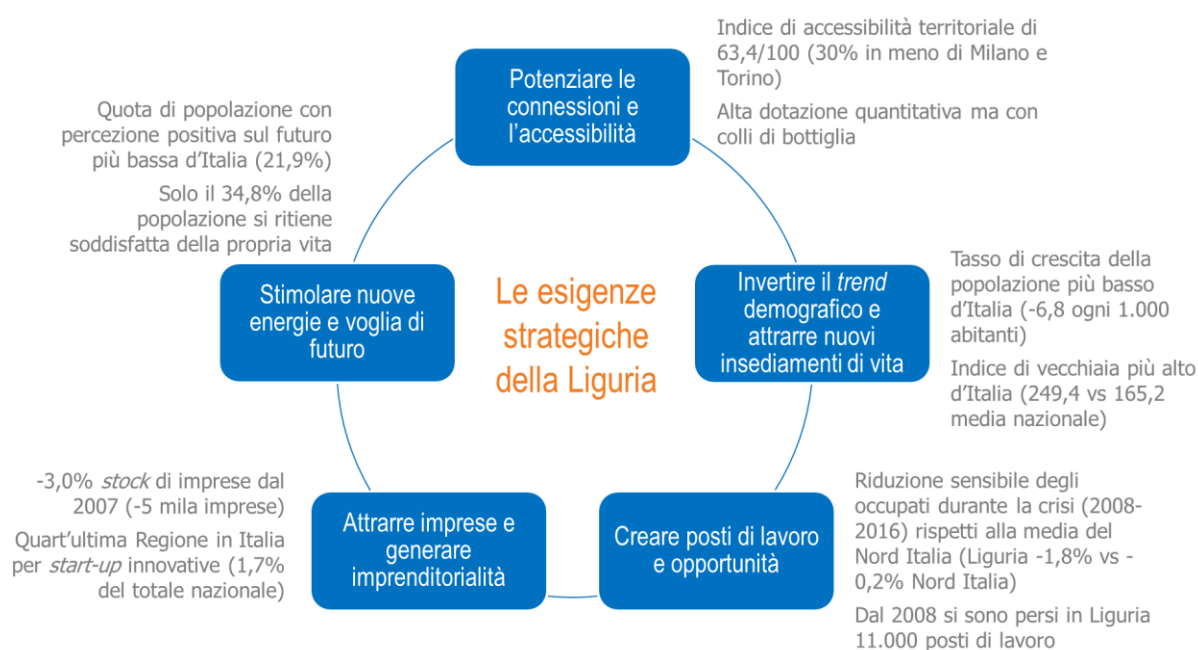 Potenziare le
connessioni e
l'accessibilità
Indice di accessibilità territoriale di
63,4/100 (30% in meno di Milano e
Torino)
Alta dotazione quantitativa ma con
colli di bottiglia
Quota di popolazione con
percezione positiva sul futuro
più bassa d'Italia (21,9%)
Solo il 34,8% della
popolazione si ritiene
soddisfatta della propria vita
Stimolare nuove
energie e voglia di
futuro
Le esigenze
strategiche
della Liguria
Invertire il trend
demografico e
attrarre nuovi
insediamenti di vita
Tasso di crescita della
popolazione più basso
d'Italia (-6,8 ogni 1.000
abitanti)
Indice di vecchiaia più alto
d'Italia (249,4 vs 165,2
media nazionale)
-3,0% stock di imprese dal
2007 (-5 mila imprese)
Quart'ultima Regione in Italia
per start-up innovative (1,7%
del totale nazionale)
Attrarre imprese e
generare
imprenditorialità
Creare posti di lavoro
e opportunità
Riduzione sensibile degli
occupati durante la crisi (2008-
2016) rispetti alla media del
Nord Italia (Liguria -1,8% vs -
0,2% Nord Italia)
Dal 2008 si sono persi in Liguria
11.000 posti di lavoro